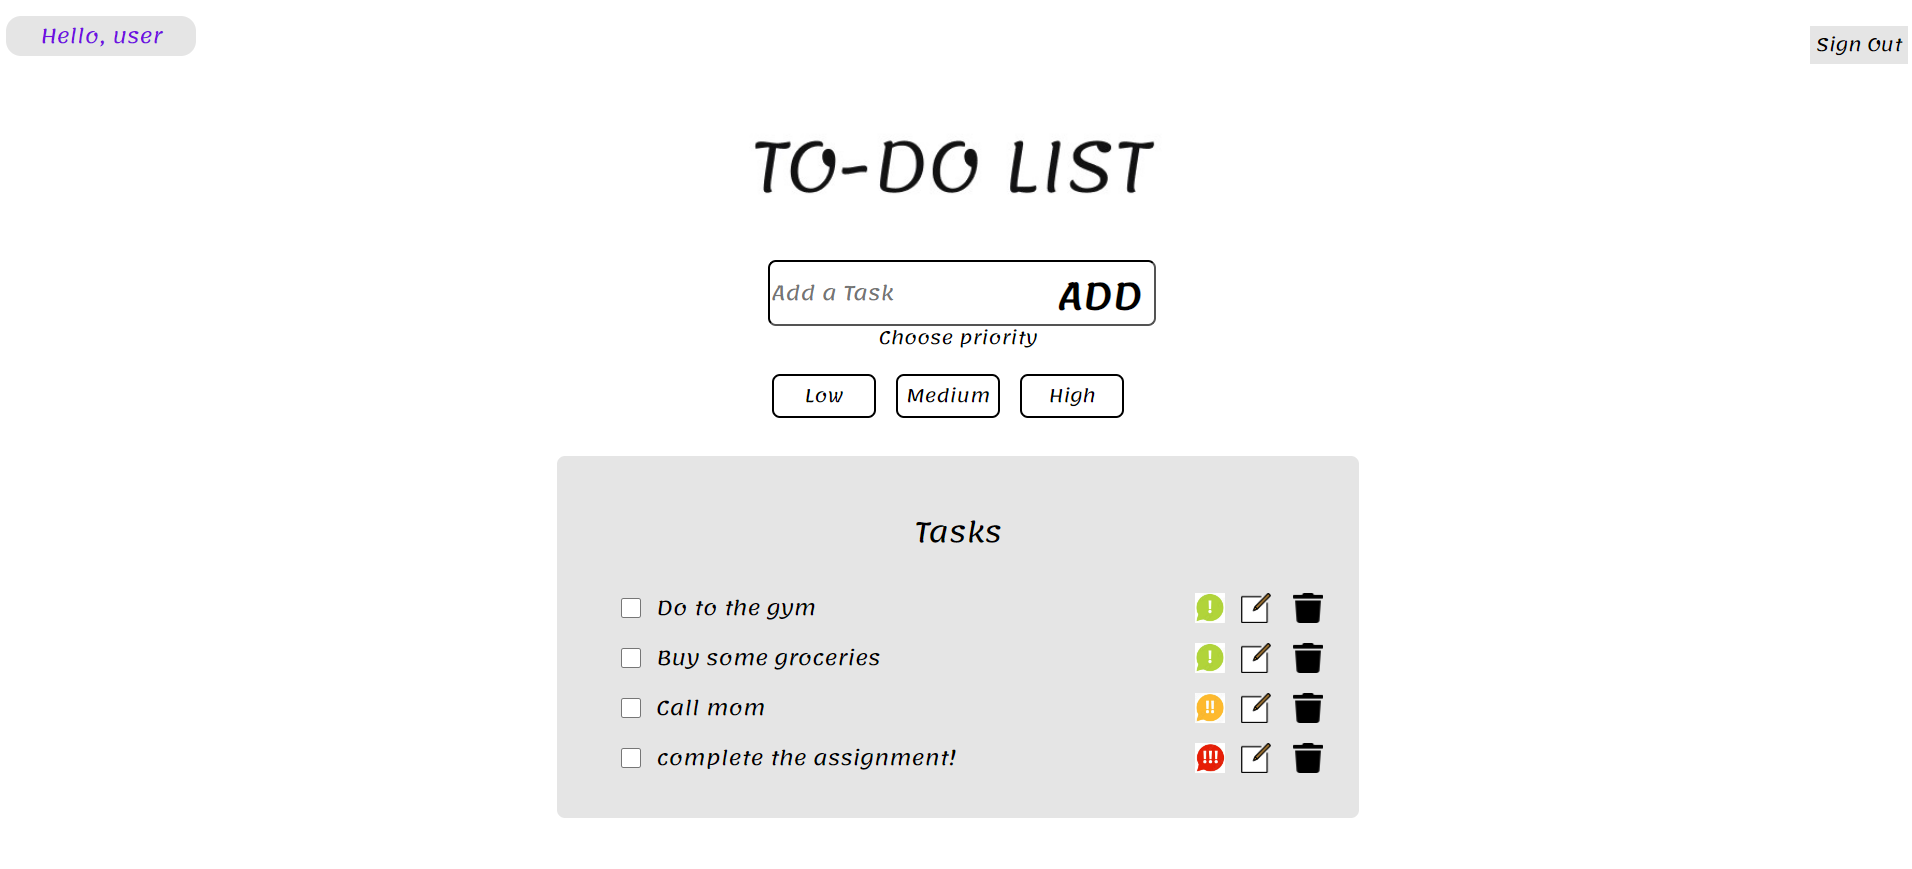 Hello, user
Sign Out
TO-DO LIST
Add a Task ADD
Choose priority
Low Medium High
Tasks
Do to the gym !
Buy some groceries !
Call mom !!
complete the assignment! !!!